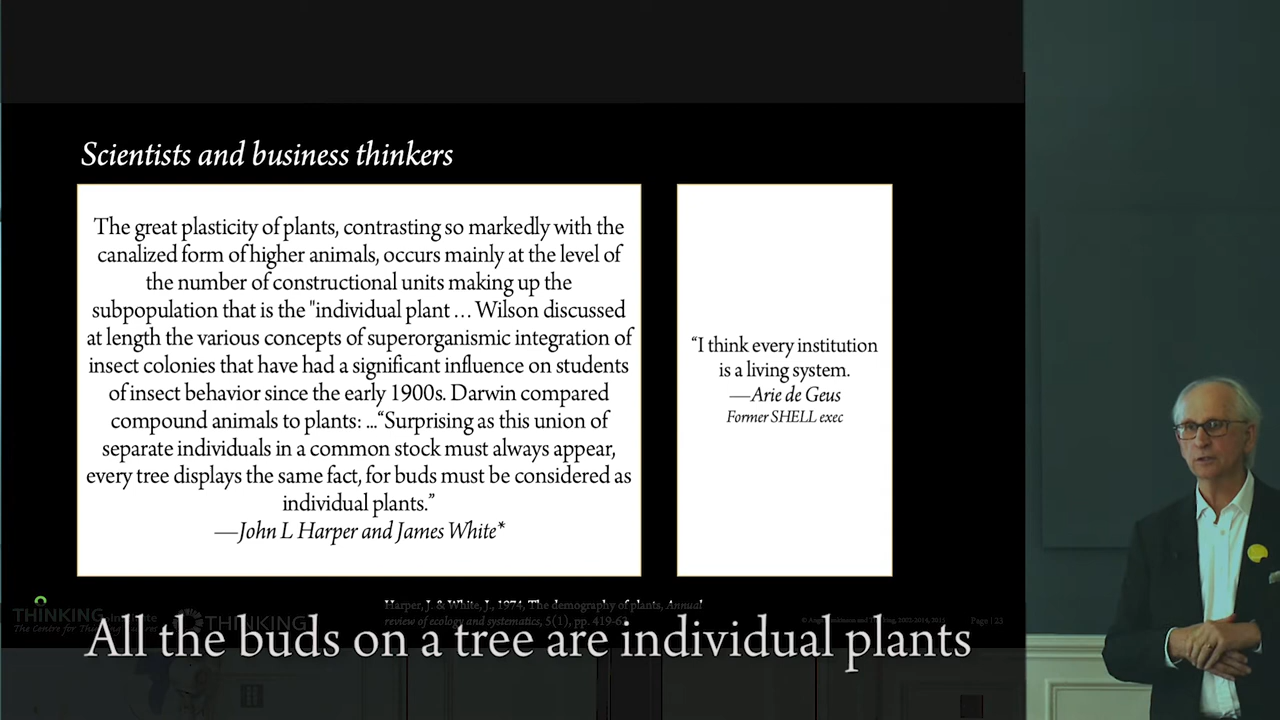 Scientists and business thinkers
The great plasticity of plants, contrasting so markedly with the
canalized form of higher animals, occurs mainly at the level of
the number of constructional units making up the
subpopulation that is the "individual plant … Wilson discussed
at length the various concepts of superorganismic integration of
insect colonies that have had a significant influence on students
of insect behavior since the early 1900s. Darwin compared
compound animals to plants: ...“Surprising as this union of
separate individuals in a common stock must always appear,
every tree displays the same fact, for buds must be considered as
individual plants.”
—John L Harper and James White*
“I think every institution
is a living system.
—Arie de Geus
Former SHELL exec
Harper, J. & White, J., 1974, The demography of plants, Annual
review of ecology and systematics, 5(1), pp. 419-
THINKING
The Centre for Thinking
THINKING
Page | 23
All the buds on a tree are individual plants